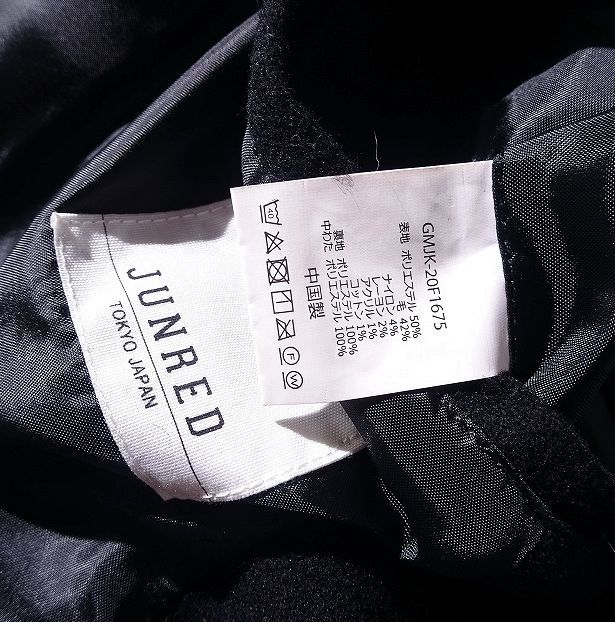 JUNRED
TOKYO JAPAN
GMJK-20F1675
表地 ポリエステル 50%
毛 42%
ナイロン 4%
レーヨン 2%
アクリル 1%
コットン 1%
裏地 ポリエステル 100%
中わた ポリエステル 100%
中国製
40
F
W